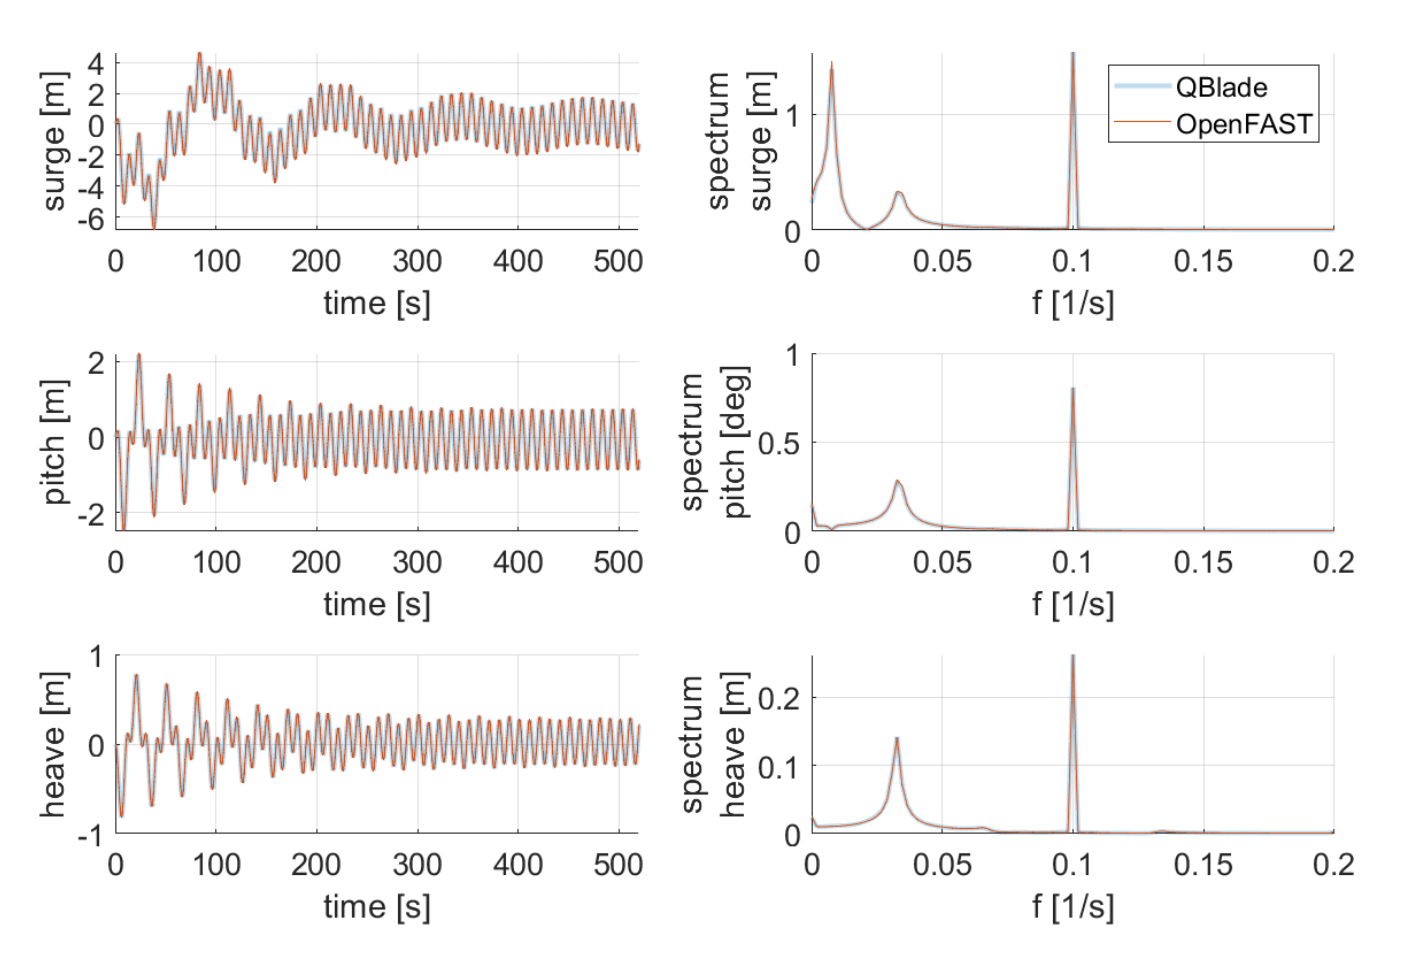 surge [m]
4
2
0
-2
-4
-6
0 100 200 300 400 500
time [s]
spectrum
surge [m]
1
0
0 0.05 0.1 0.15 0.2
f [1/s]
QBlade
OpenFAST
pitch [m]
2
0
-2
0 100 200 300 400 500
time [s]
spectrum
pitch [deg]
1
0.5
0
0 0.05 0.1 0.15 0.2
f [1/s]
heave [m]
1
0
-1
0 100 200 300 400 500
time [s]
spectrum
heave [m]
0.2
0.1
0
0 0.05 0.1 0.15 0.2
f [1/s]